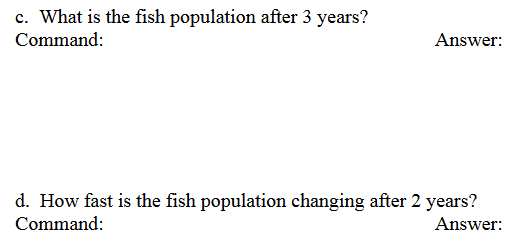 c. What is the fish population after 3 years?
Command: Answer:
d. How fast is the fish population changing after 2 years?
Command: Answer: